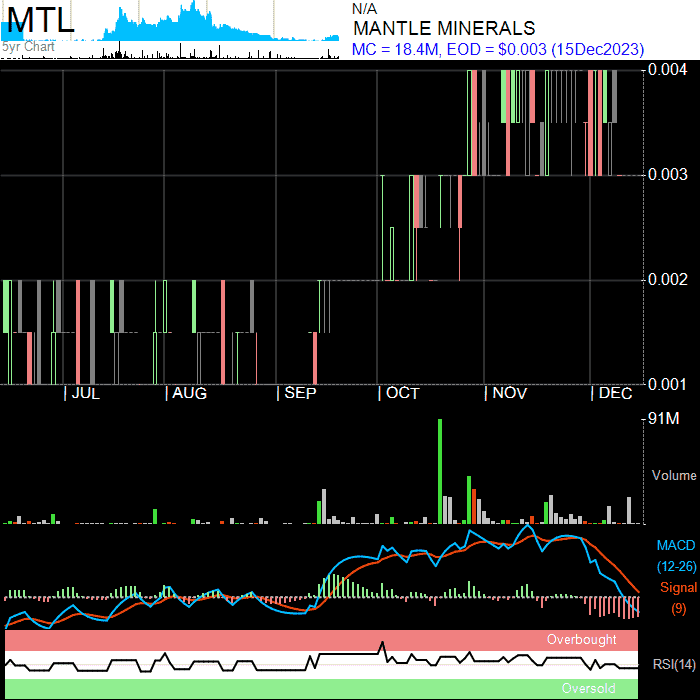 MTL
5yr Chart
N/A
MANTLE MINERALS
MC = 18.4M, EOD = $0.003 (15Dec2023)
0.004
0.003
0.002
0.001
| JUL | AUG | SEP | OCT | NOV | DEC
91M
Volume
MACD
(12-26)
Signal
(9)
Overbought
RSI(14)
Oversold